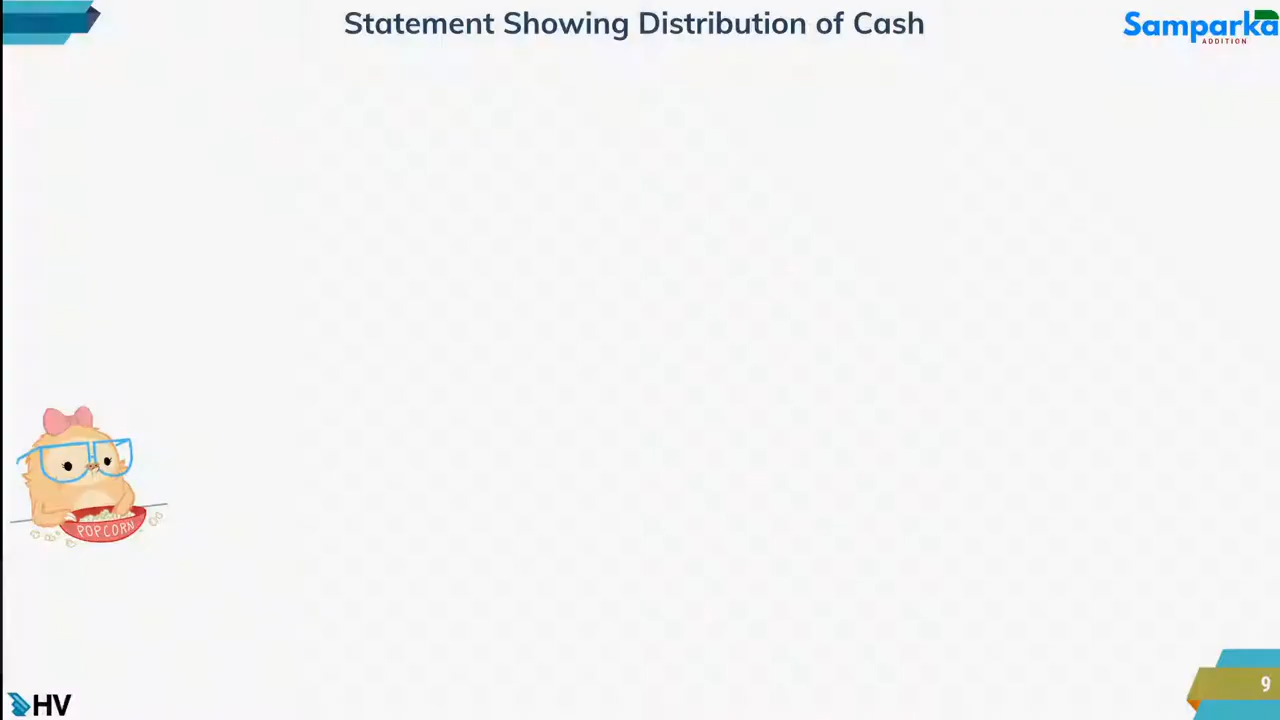 Statement Showing Distribution of Cash
Samparka
ADDITION
POPCORN
HV
9